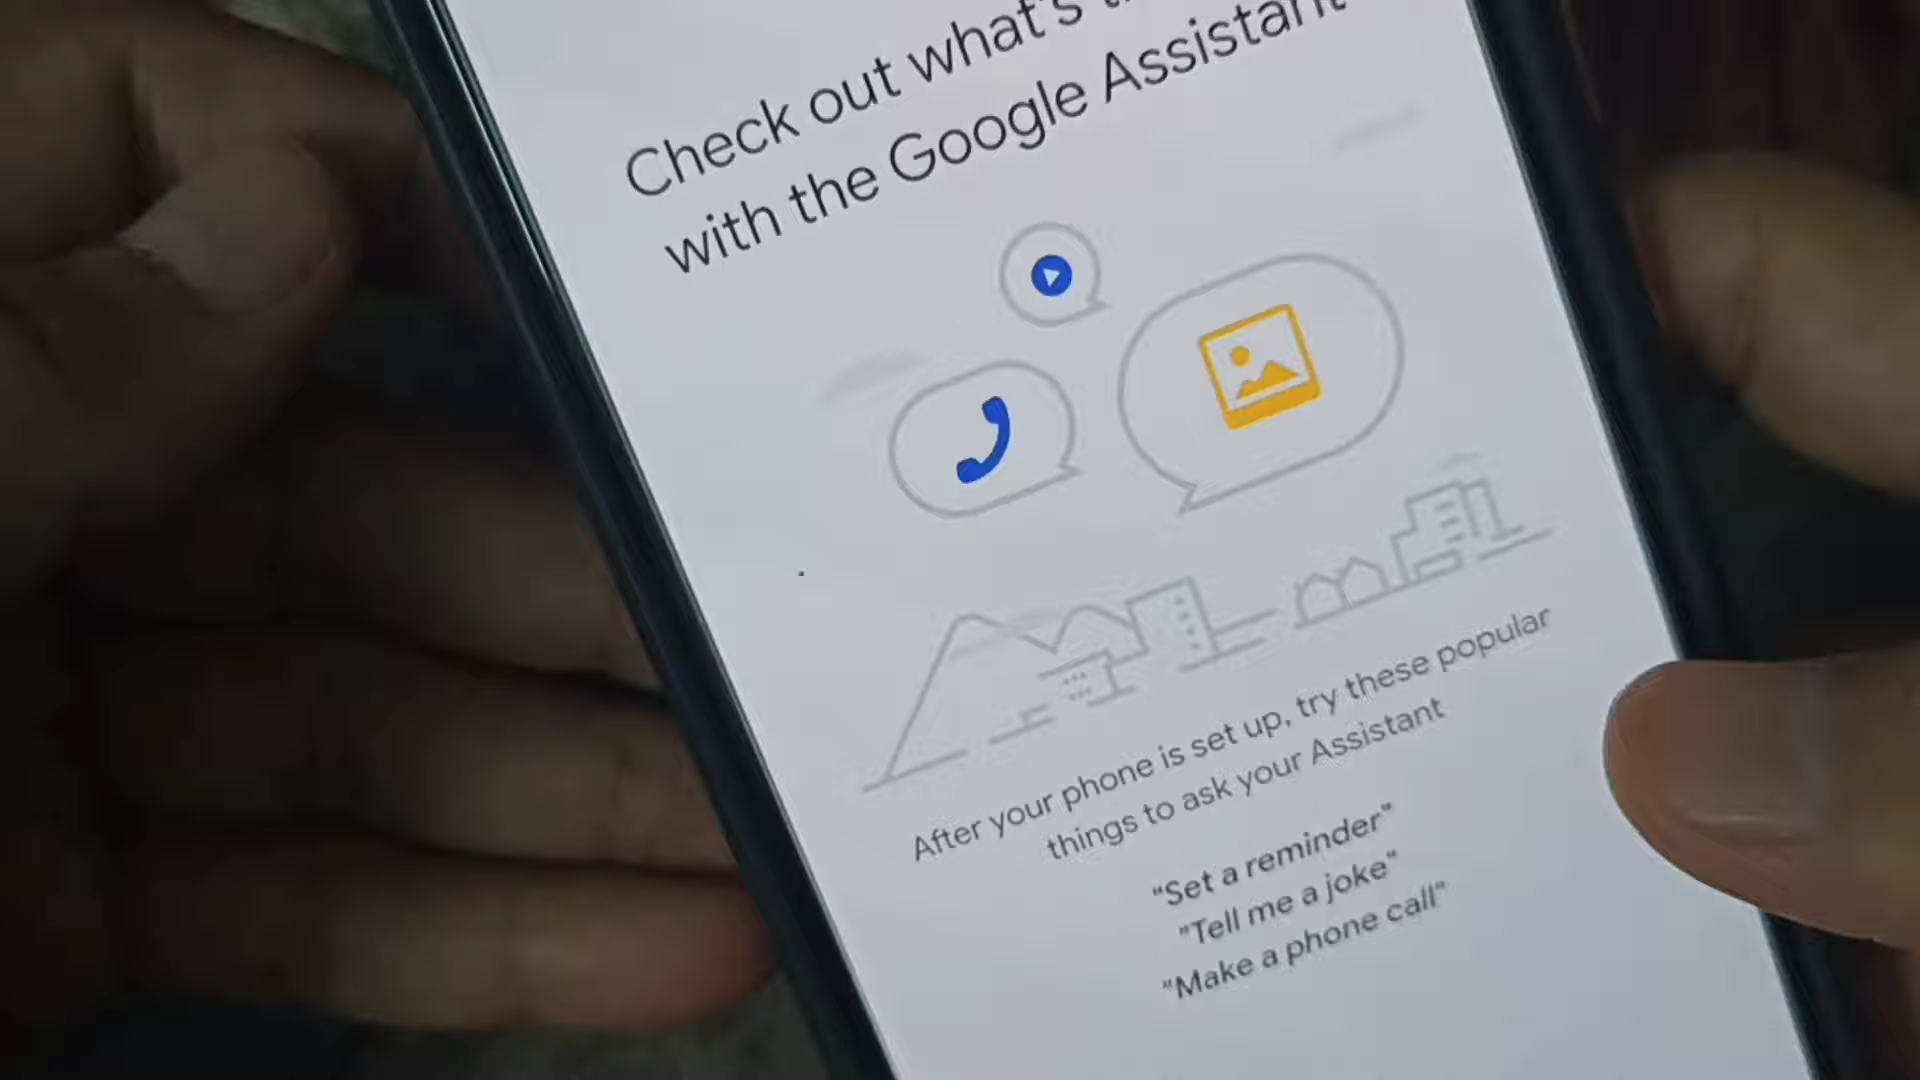 Check out what's
with the Google Assistant
After your phone is set up, try these popular
things to ask your Assistant
"Set a reminder"
"Tell me a joke"
"Make a phone call"